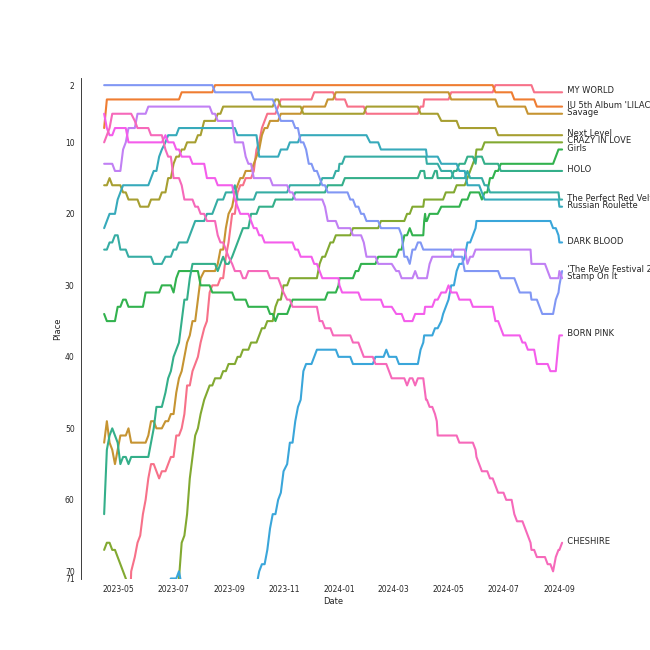 2
10
20
30
40
50
60
70
71
Place
2023-05
2023-07
2023-09
2023-11
2024-01
2024-03
2024-05
2024-07
2024-09
Date
MY WORLD
IU 5th Album 'LILAC
Savage
Next Level
CRAZY IN LOVE
Girls
HOLO
The Perfect Red Vel
Russian Roulette
DARK BLOOD
'The ReVe Festival 2
Stamp On It
BORN PINK
CHESHIRE